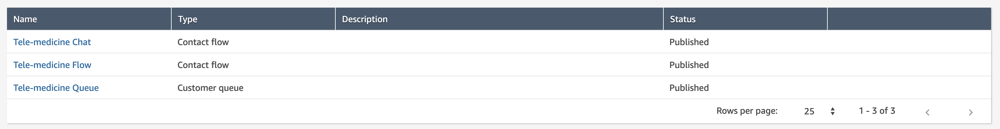 Name Type Description Status
Tele-medicine Chat Contact flow Published
Tele-medicine Flow Contact flow Published
Tele-medicine Queue Customer queue Published
Rows per page: 25 1 - 3 of 3